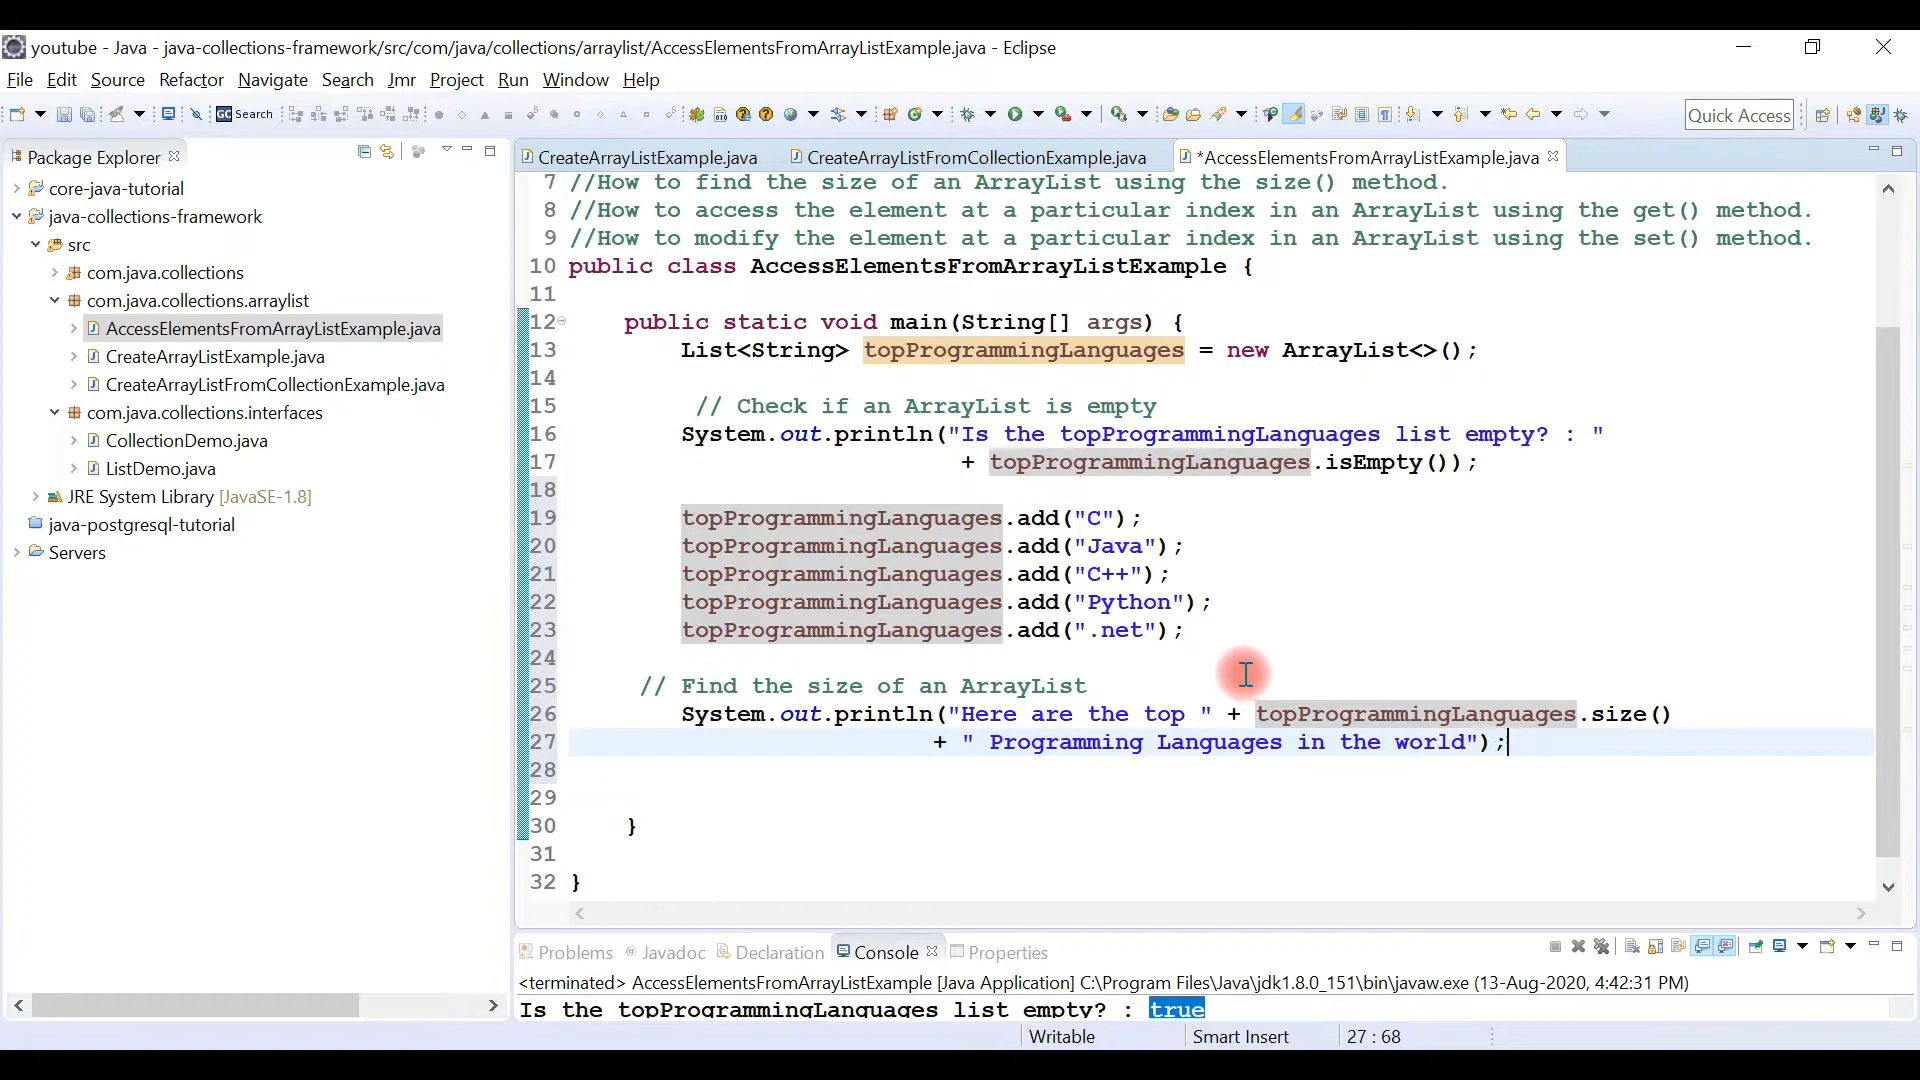 youtube - Java - java-collections-framework/src/com/java/collections/arraylist/AccessElementsFromArrayListExample.java - Eclipse
File Edit Source Refactor Navigate Search Jmr Project Run Window Help
GC Search
Quick Access
Package Explorer
core-java-tutorial
java-collections-framework
src
com.java.collections
com.java.collections.arraylist
AccessElementsFromArrayListExample.java
CreateArrayListExample.java
CreateArrayListFromCollectionExample.java
com.java.collections.interfaces
CollectionDemo.java
ListDemo.java
JRE System Library [JavaSE-1.8]
java-postgresql-tutorial
Servers
CreateArrayListExample.java CreateArrayListFromCollectionExample.java *AccessElementsFromArrayListExample.java
7 //How to find the size of an ArrayList using the size() method.
8 //How to access the element at a particular index in an ArrayList using the get() method.
9 //How to modify the element at a particular index in an ArrayList using the set() method.
10 public class AccessElementsFromArrayListExample {
11
12 public static void main(String[] args) {
13 List<String> topProgrammingLanguages = new ArrayList<>();
14
15 // Check if an ArrayList is empty
16 System.out.println("Is the topProgrammingLanguages list empty? : "
17 + topProgrammingLanguages.isEmpty());
18
19 topProgrammingLanguages.add("C");
20 topProgrammingLanguages.add("Java");
21 topProgrammingLanguages.add("C++");
22 topProgrammingLanguages.add("Python");
23 topProgrammingLanguages.add(".net");
24
25 // Find the size of an ArrayList
26 System.out.println("Here are the top " + topProgrammingLanguages.size()
27 + " Programming Languages in the world");
28
29
30 }
31
32 }
Problems @ Javadoc Declaration Console Properties
<terminated> AccessElementsFromArrayListExample [Java Application] C:\Program Files\Java\jdk1.8.0_151\bin\javaw.exe (13-Aug-2020, 4:42:31 PM)
Is the topProgrammingLanguages list empty? : true
Writable Smart Insert 27 : 68